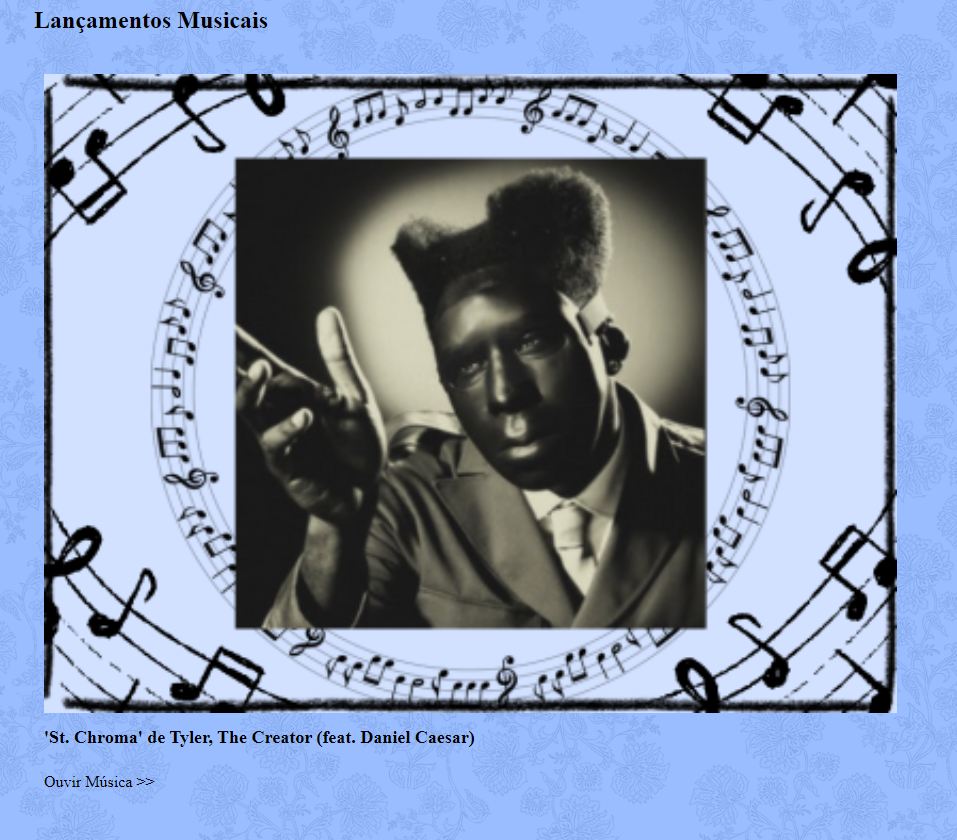 Lançamentos Musicais
'St. Chroma' de Tyler, The Creator (feat. Daniel Caesar)
Ouvir Música >>